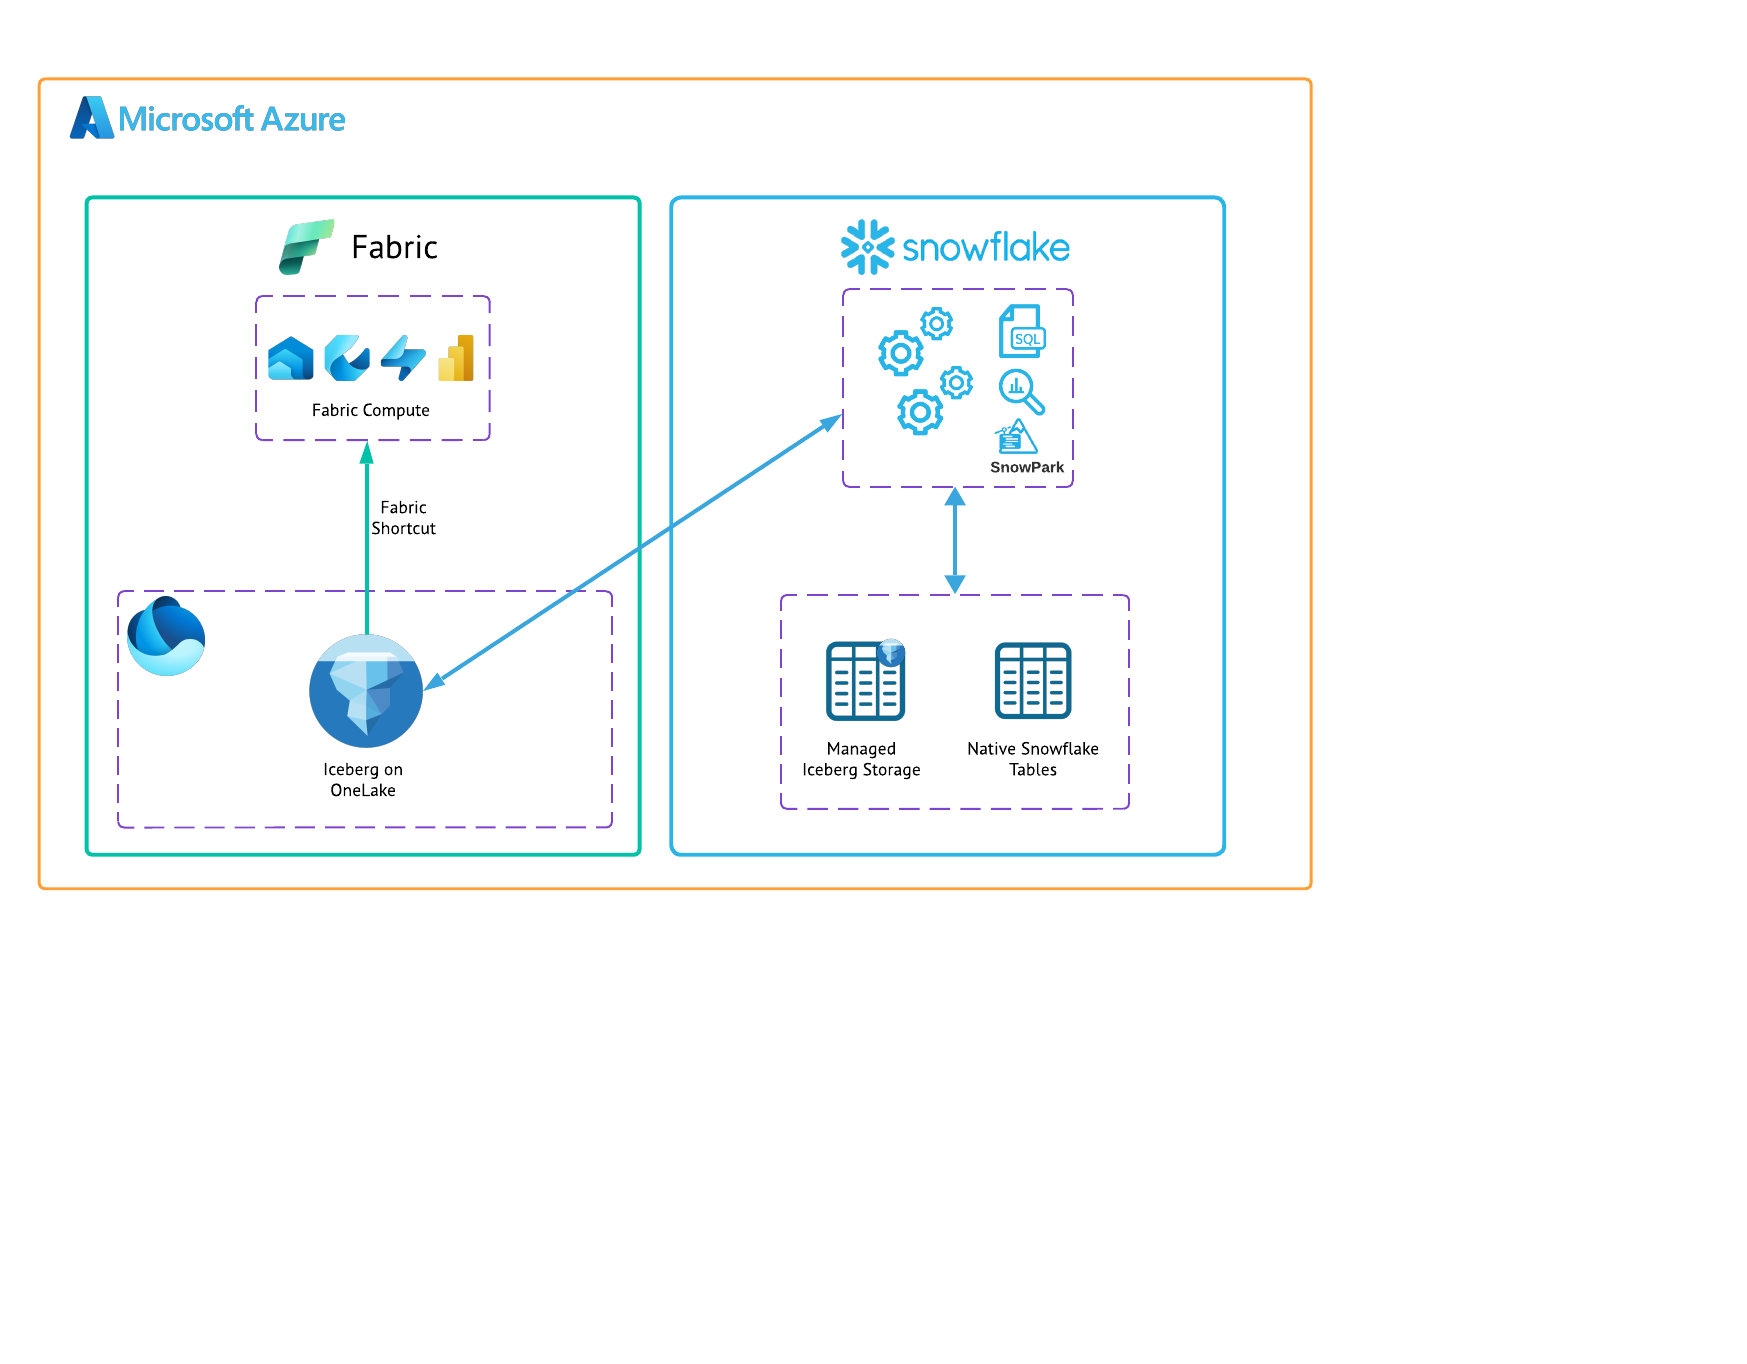 Microsoft Azure
Fabric
Fabric Compute
Fabric
Shortcut
Iceberg on
OneLake
snowflake
SQL
SnowPark
Managed
Iceberg Storage
Native Snowflake
Tables